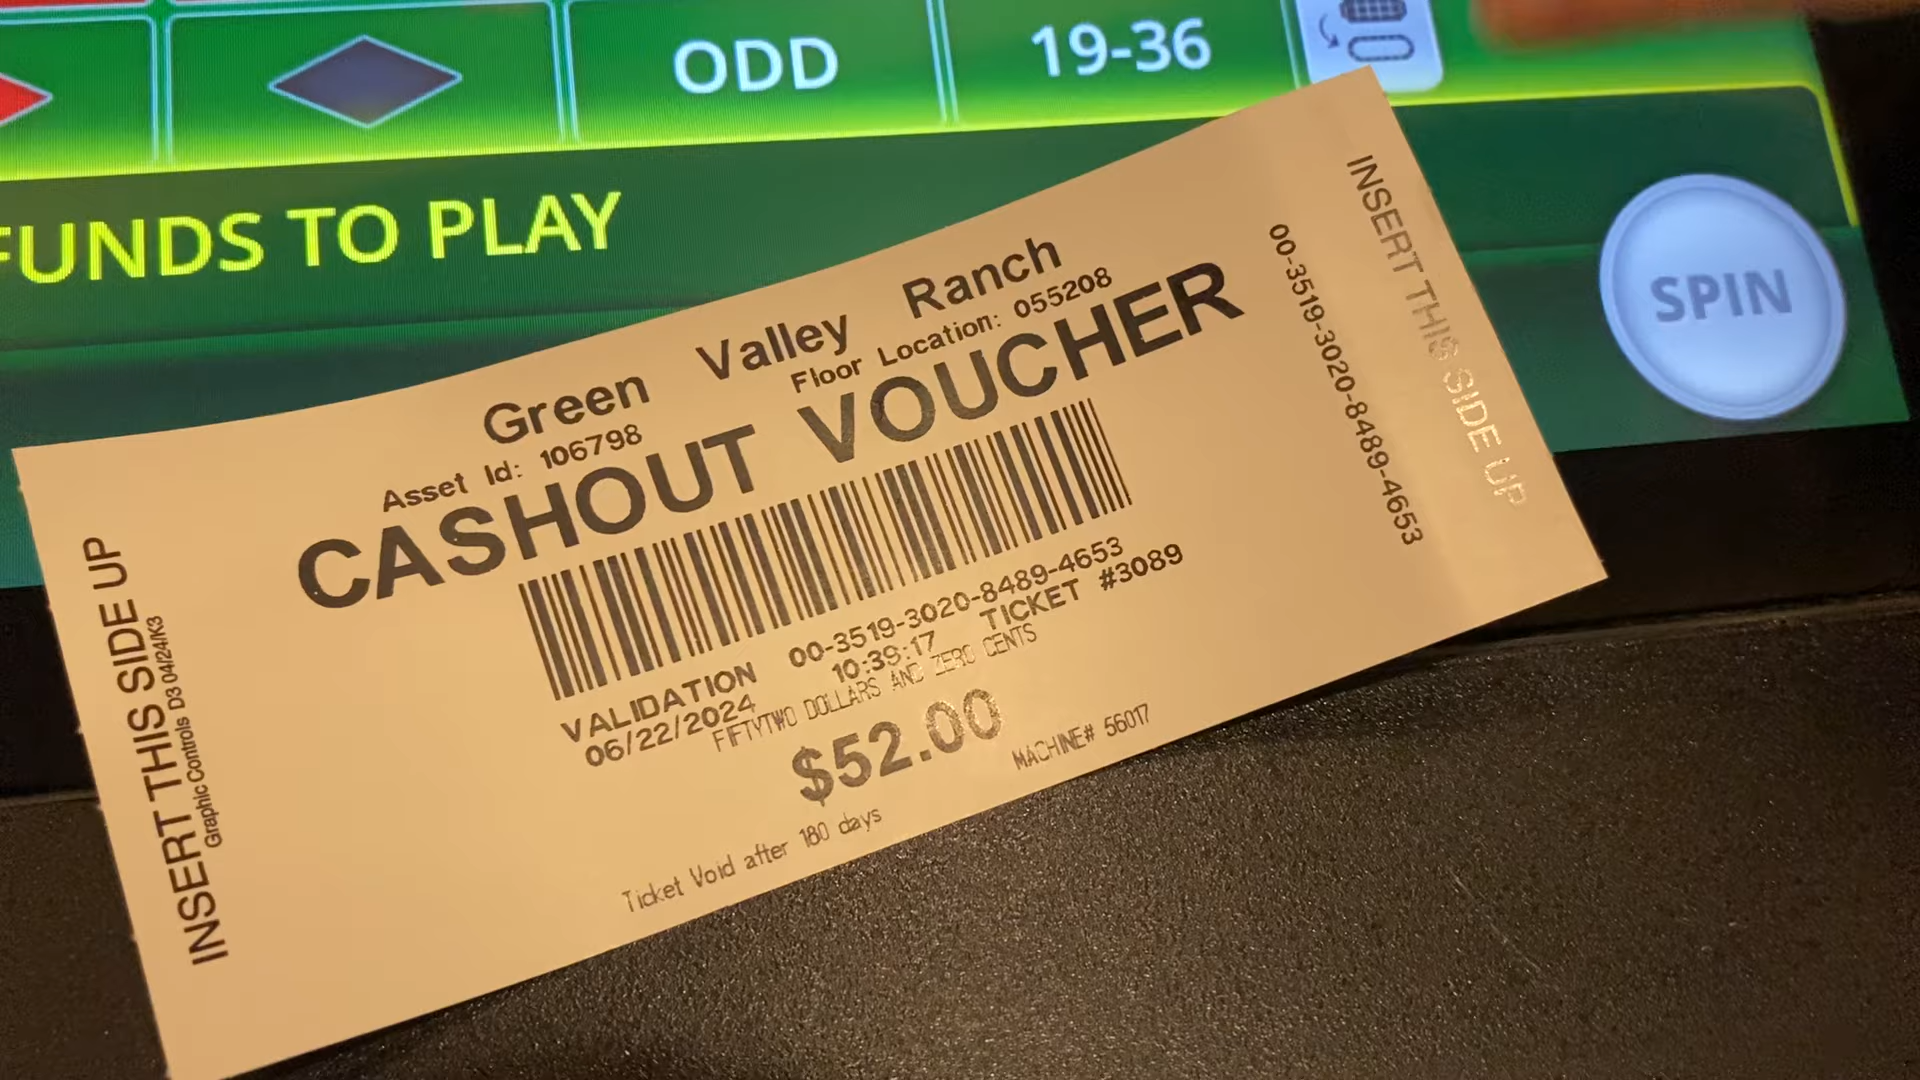 ODD
19-36
FUNDS TO PLAY
SPIN
Green Valley Ranch
Asset Id: 106798 Floor Location: 055208
CASHOUT VOUCHER
VALIDATION 00-3519-3020-8489-4653
06/22/2024 10:39:17 TICKET #3089
FIFTYTWO DOLLARS AND ZERO CENTS
$52.00
Ticket Void after 180 days MACHINE# 56017
INSERT THIS SIDE UP
Graphic Controls D3 04/24/K3
00-3519-3020-8489-4653
INSERT THIS SIDE UP